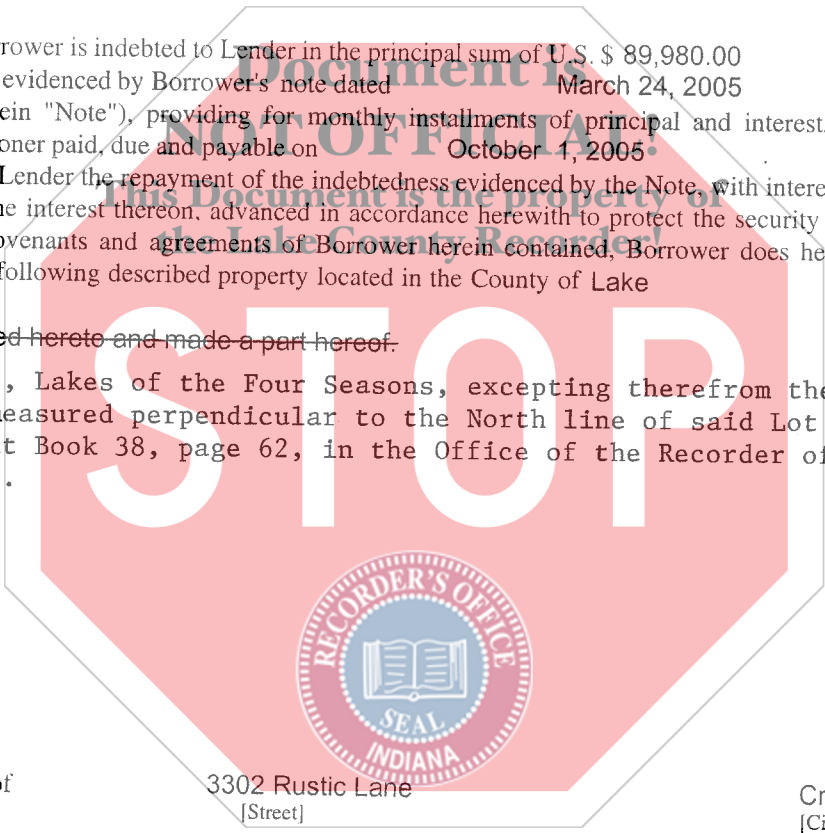 rower is indebted to Lender in the principal sum of U.S. $ 89,980.00
evidenced by Borrower's note dated March 24, 2005
ein "Note"), providing for monthly installments of principal and interest
oner paid, due and payable on October 1, 2005
Lender the repayment of the indebtedness evidenced by the Note, with intere
e interest thereon, advanced in accordance herewith to protect the security
ovenants and agreements of Borrower herein contained, Borrower does he
following described property located in the County of Lake
ed hereto and made a part hereof.
, Lakes of the Four Seasons, excepting therefrom the
easured perpendicular to the North line of said Lot
t Book 38, page 62, in the Office of the Recorder of
.
Document is
NOT OFFICIAL!
This Document is the property of
the Lake County Recorder!
STOP
RECORDER'S OFFICE
SEAL
INDIANA
of 3302 Rustic Lane Cr
[Street] [Ci